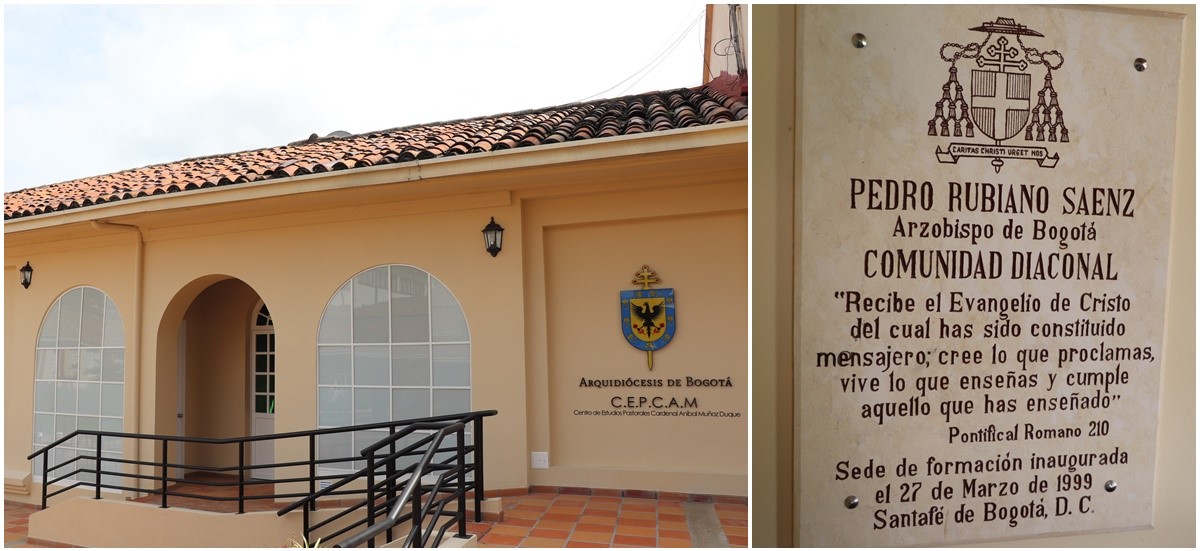 ARQUIDIÓCESIS DE BOGOTÁ
C.E.P.C.A.M
Centro de Estudios Pastorales Cardenal Aníbal Muñoz Duque
CARITAS CHRISTI URGET NOS
PEDRO RUBIANO SAENZ
Arzobispo de Bogotá
COMUNIDAD DIACONAL
"Recibe el Evangelio de Cristo
del cual has sido constituido
mensajero; cree lo que proclamas,
vive lo que enseñas y cumple
aquello que has enseñado"
Pontifical Romano 210
Sede de formación inaugurada
el 27 de Marzo de 1999
Santafé de Bogotá, D. C.